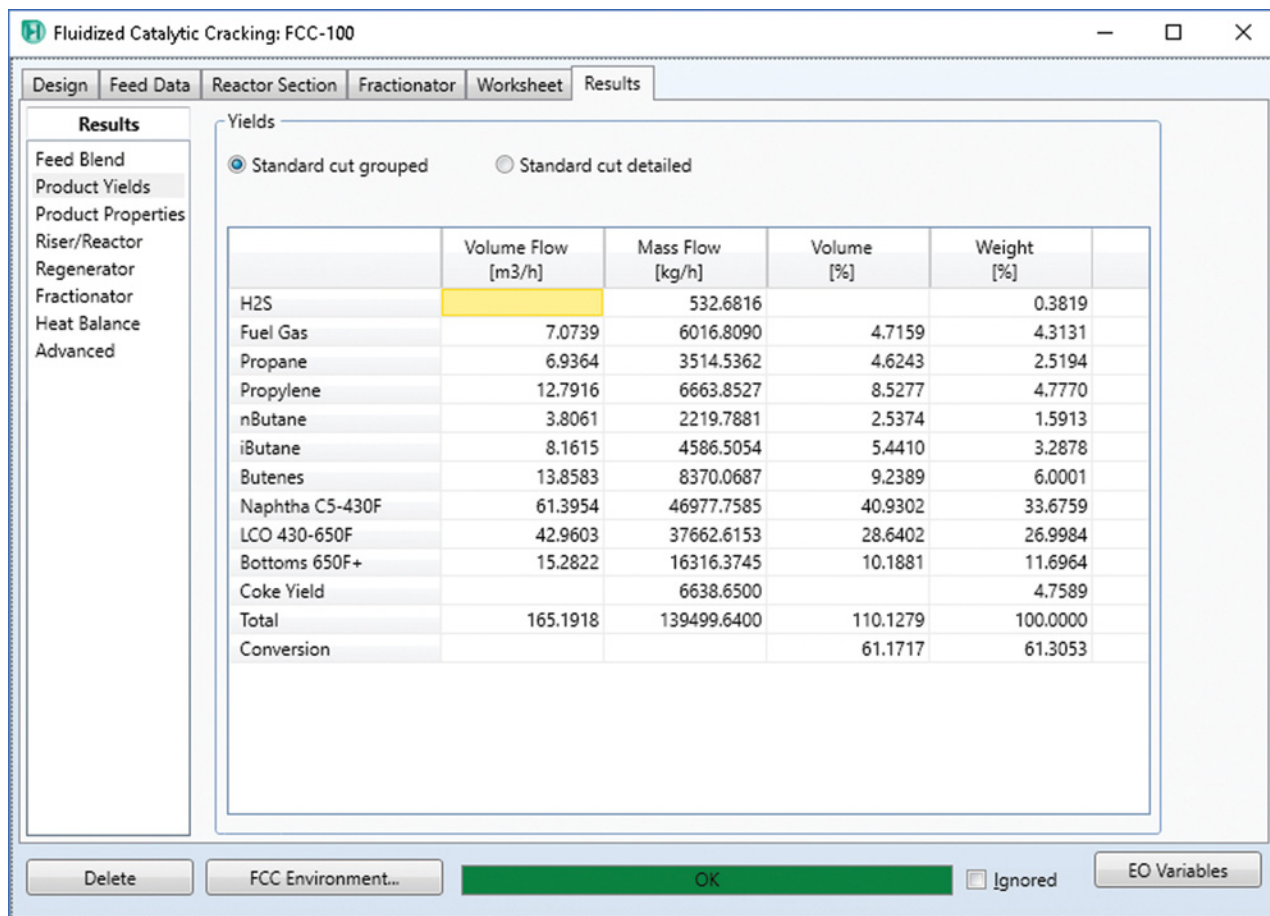 Fluidized Catalytic Cracking: FCC-100
Design Feed Data Reactor Section Fractionator Worksheet Results
Results
Feed Blend
Product Yields
Product Properties
Riser/Reactor
Regenerator
Fractionator
Heat Balance
Advanced
Yields
Standard cut grouped Standard cut detailed
Volume Flow [m3/h] Mass Flow [kg/h] Volume [%] Weight [%]
H2S 532.6816 0.3819
Fuel Gas 7.0739 6016.8090 4.7159 4.3131
Propane 6.9364 3514.5362 4.6243 2.5194
Propylene 12.7916 6663.8527 8.5277 4.7770
nButane 3.8061 2219.7881 2.5374 1.5913
iButane 8.1615 4586.5054 5.4410 3.2878
Butenes 13.8583 8370.0687 9.2389 6.0001
Naphtha C5-430F 61.3954 46977.7585 40.9302 33.6759
LCO 430-650F 42.9603 37662.6153 28.6402 26.9984
Bottoms 650F+ 15.2822 16316.3745 10.1881 11.6964
Coke Yield 6638.6500 4.7589
Total 165.1918 139499.6400 110.1279 100.0000
Conversion 61.1717 61.3053
Delete FCC Environment... OK Ignored EO Variables